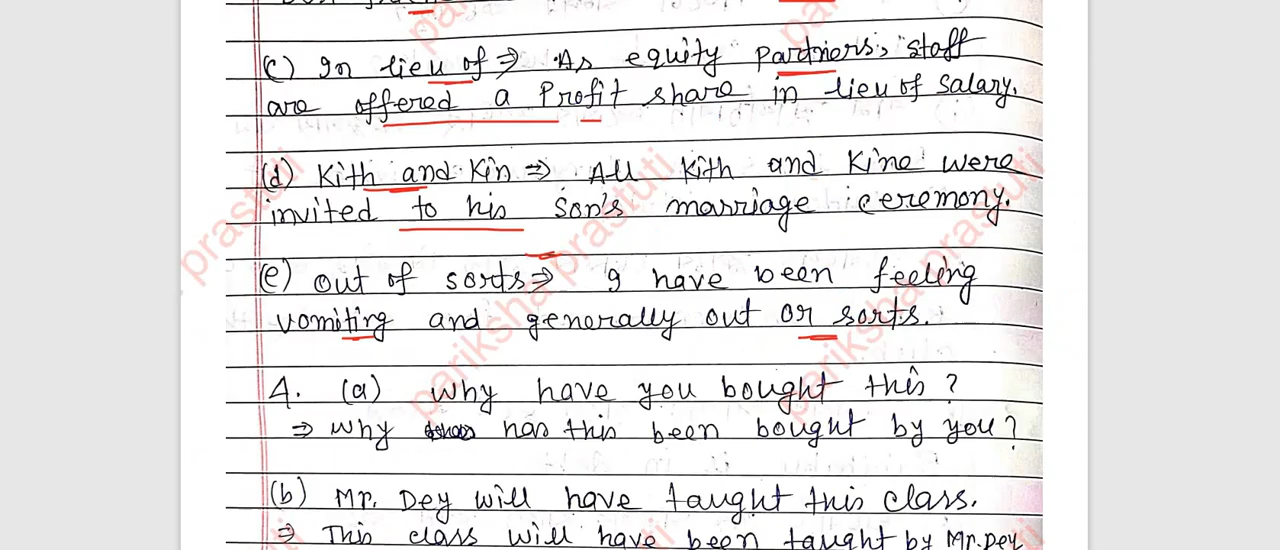 (c) In lieu of ⇒ As equity partners, staff
are offered a Profit share in lieu of salary.
(d) Kith and Kin ⇒ All Kith and Kine were
invited to his son's marriage ceremony.
(e) out of sorts ⇒ I have been feeling
vomiting and generally out or sorts.
4. (a) Why have you bought this ?
⇒ Why has this been bought by you ?
(b) Mr. Dey will have taught this class.
⇒ This class will have been taught by Mr. Dey
pariksha prastuti